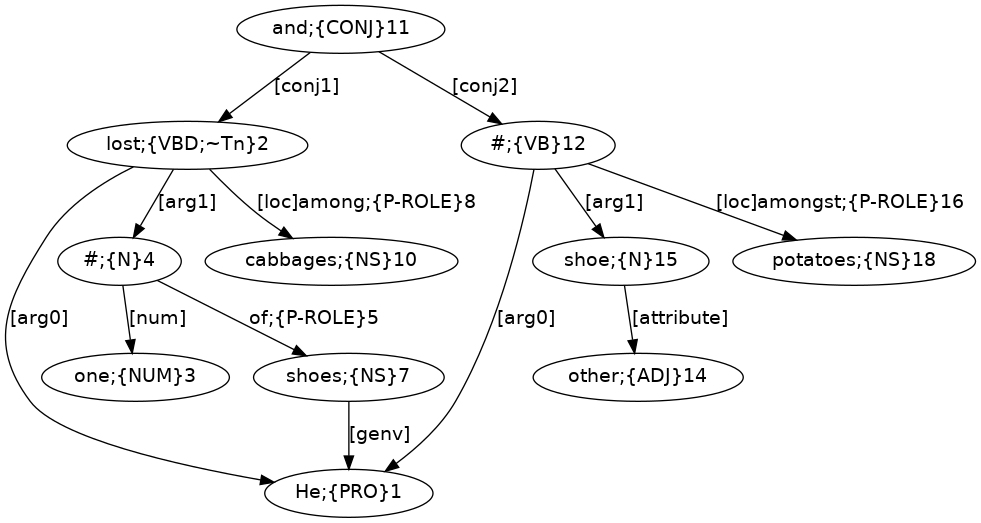 and;{CONJ}11
[conj1]
[conj2]
lost;{VBD;~Tn}2
#;{VB}12
[arg1]
[loc]among;{P-ROLE}8
[arg1]
[loc]amongst;{P-ROLE}16
#;{N}4
cabbages;{NS}10
shoe;{N}15
potatoes;{NS}18
[arg0]
[num]
of;{P-ROLE}5
[arg0]
[attribute]
one;{NUM}3
shoes;{NS}7
other;{ADJ}14
[genv]
He;{PRO}1